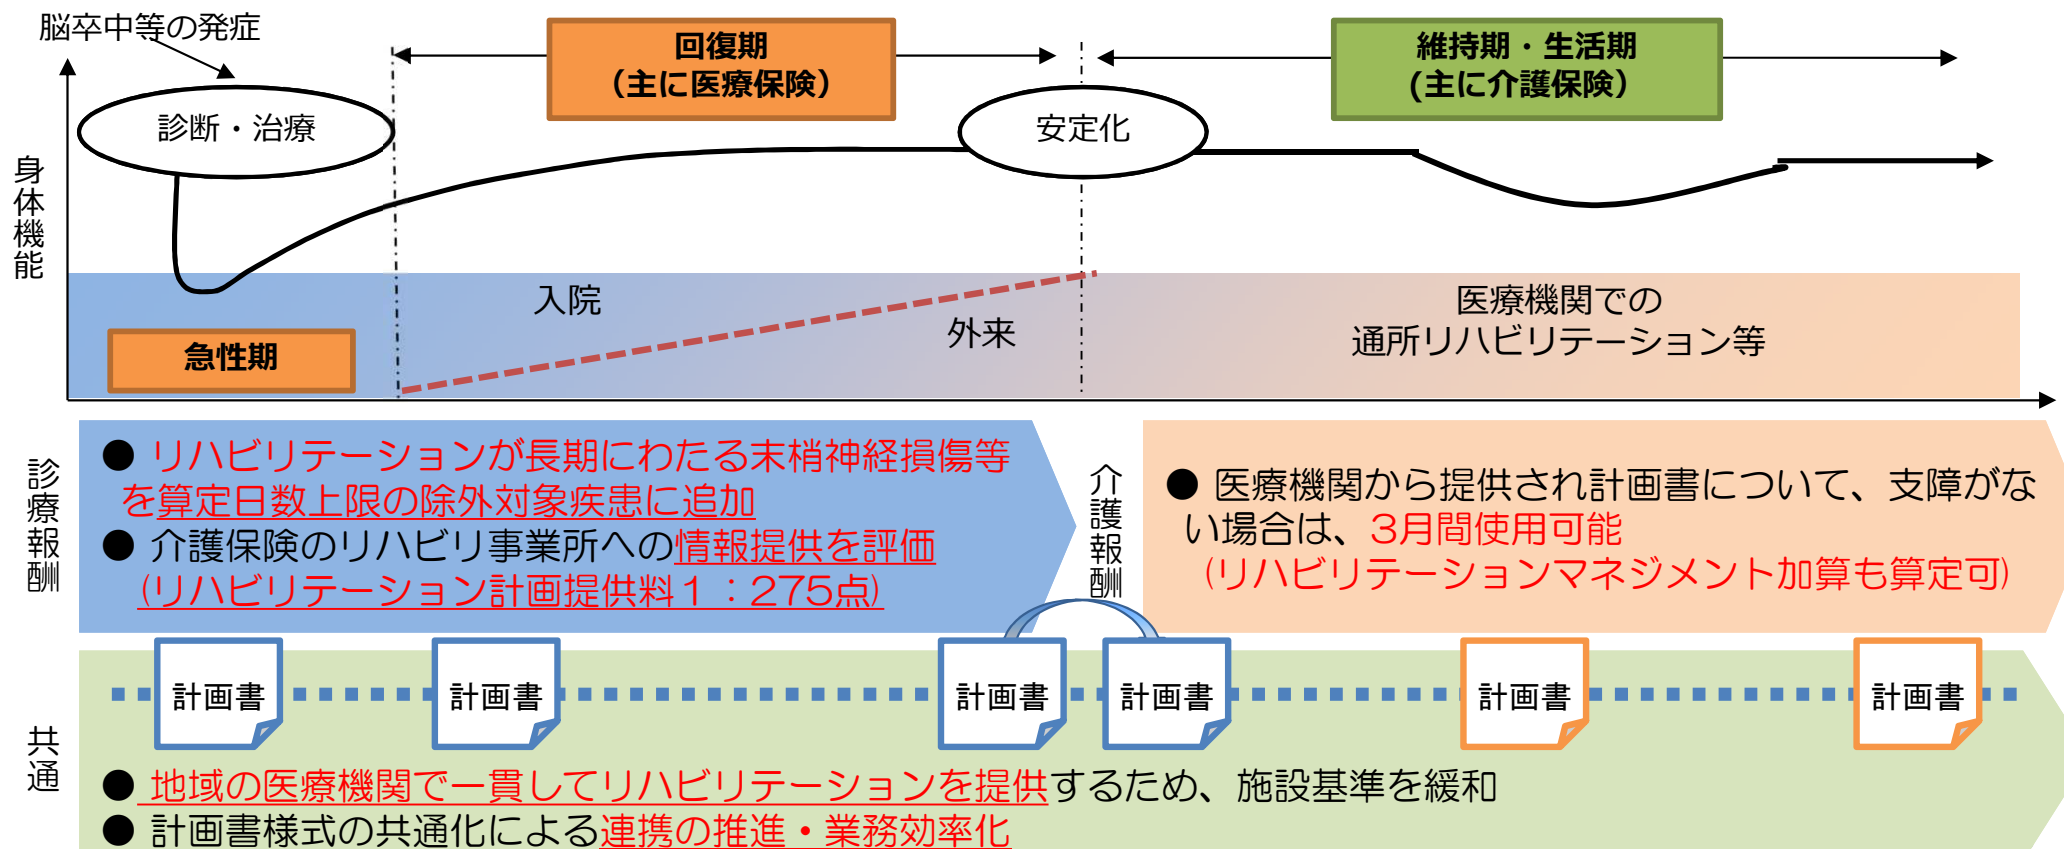 脳卒中等の発症
回復期
（主に医療保険）
維持期・生活期
(主に介護保険）
診断・治療
安定化
身体機能
入院
外来
医療機関での
通所リハビリテーション等
急性期
診療報酬
● リハビリテーションが長期にわたる末梢神経損傷等
を算定日数上限の除外対象疾患に追加
● 介護保険のリハビリ事業所への情報提供を評価
(リハビリテーション計画提供料１：275点)
介護報酬
● 医療機関から提供され計画書について、支障がな
い場合は、3月間使用可能
(リハビリテーションマネジメント加算も算定可)
計画書
計画書
計画書
計画書
計画書
計画書
共通
● 地域の医療機関で一貫してリハビリテーションを提供するため、施設基準を緩和
● 計画書様式の共通化による連携の推進・業務効率化